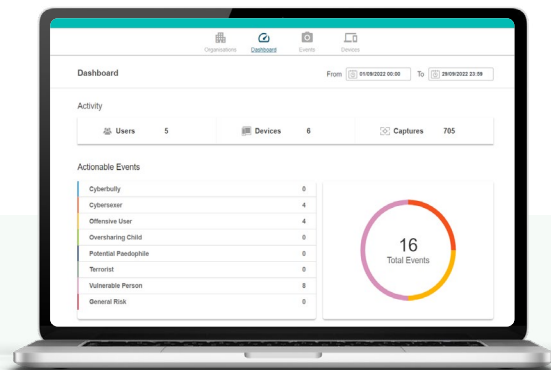 Organisations Dashboard Events Devices
Dashboard From 01/09/2022 00:00 To 29/09/2022 23:59
Activity
Users 5 Devices 6 Captures 705
Actionable Events
Cyberbully 0
Cybersexer 4
Offensive User 4
Oversharing Child 0
Potential Paedophile 0
Terrorist 0
Vulnerable Person 8
General Risk 0
16
Total Events